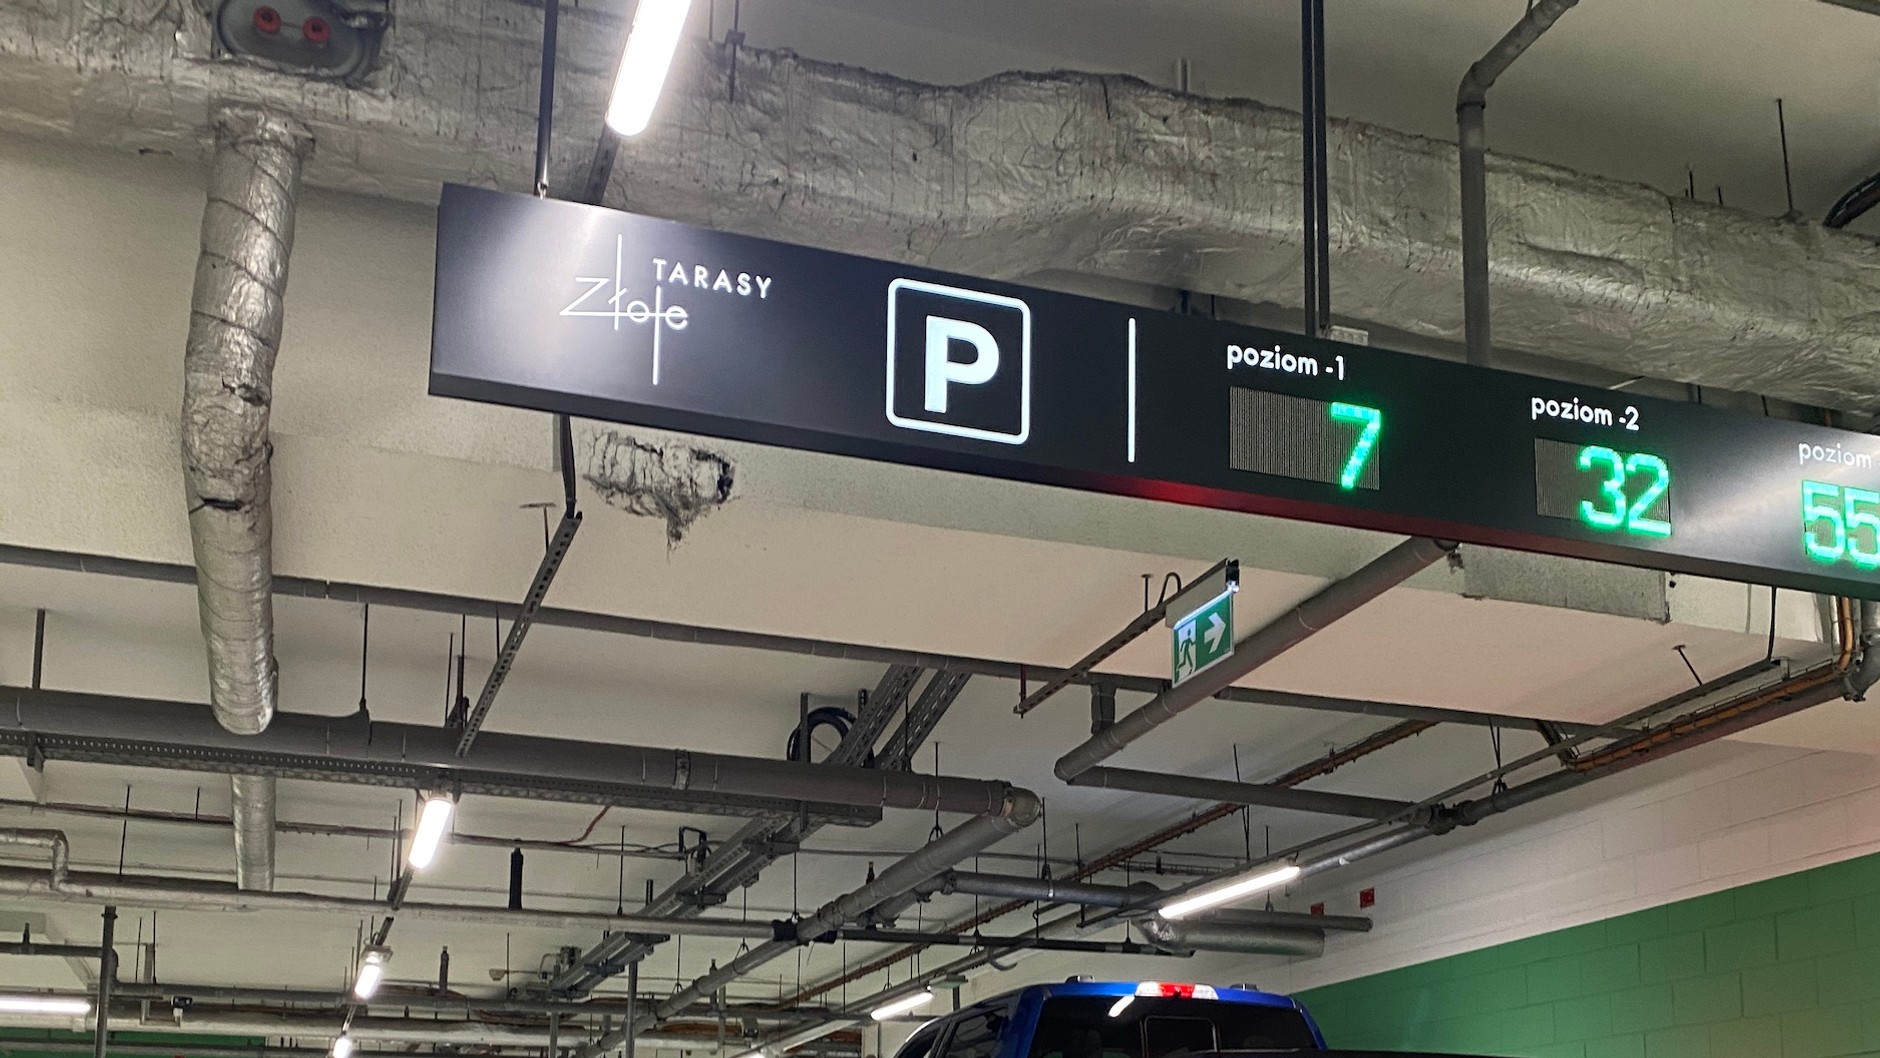 Złote TARASY
P
poziom -1
7
poziom -2
32
poziom
55